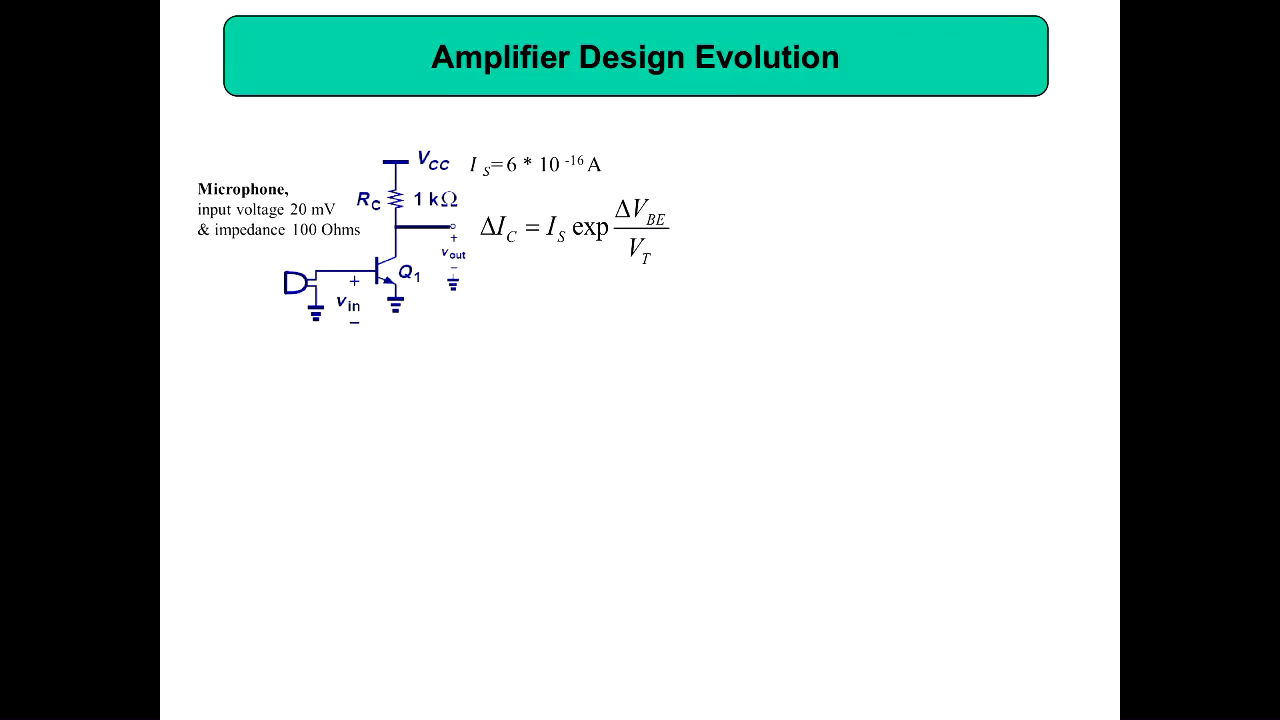 Amplifier Design Evolution
V_CC
I_S = 6 * 10^-16 A
Microphone,
input voltage 20 mV
& impedance 100 Ohms
R_C 1 kΩ
ΔI_C = I_S exp ΔV_BE / V_T
+
v_out
−
Q_1
+
v_in
−